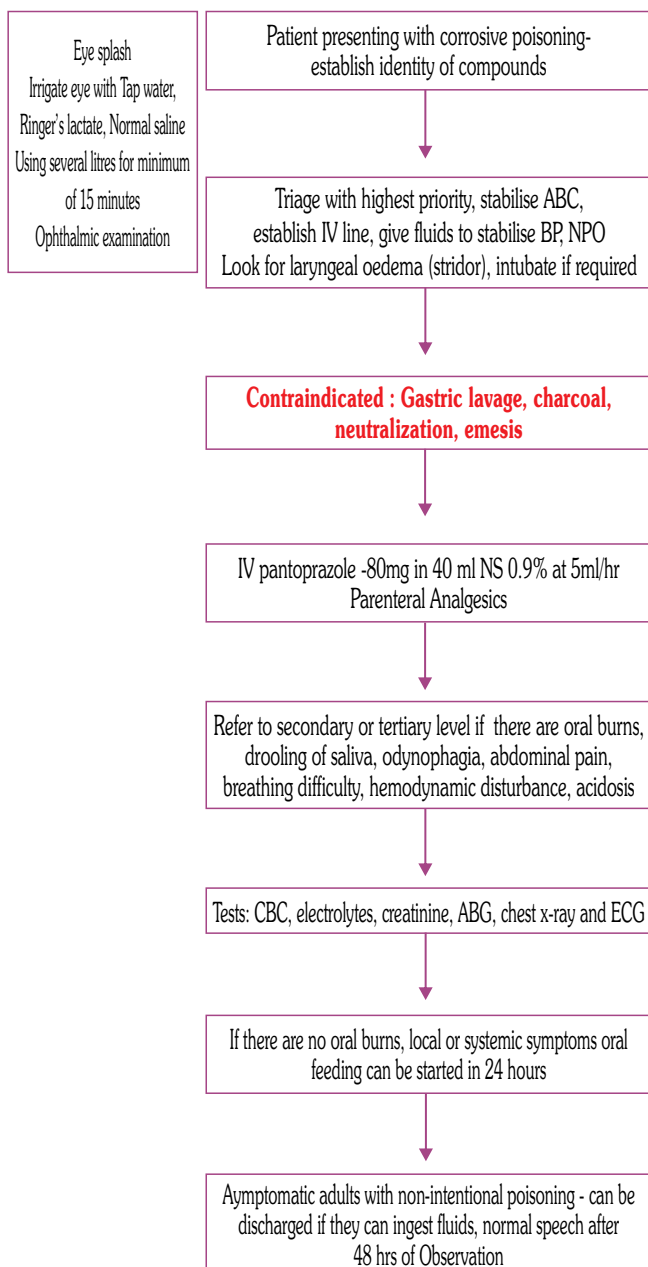 Eye splash
Irrigate eye with Tap water,
Ringer's lactate, Normal saline
Using several litres for minimum
of 15 minutes
Ophthalmic examination
Patient presenting with corrosive poisoning-
establish identity of compounds
Triage with highest priority, stabilise ABC,
establish IV line, give fluids to stabilise BP, NPO
Look for laryngeal oedema (stridor), intubate if required
Contraindicated : Gastric lavage, charcoal,
neutralization, emesis
IV pantoprazole -80mg in 40 ml NS 0.9% at 5ml/hr
Parenteral Analgesics
Refer to secondary or tertiary level if there are oral burns,
drooling of saliva, odynophagia, abdominal pain,
breathing difficulty, hemodynamic disturbance, acidosis
Tests: CBC, electrolytes, creatinine, ABG, chest x-ray and ECG
If there are no oral burns, local or systemic symptoms oral
feeding can be started in 24 hours
Aymptomatic adults with non-intentional poisoning - can be
discharged if they can ingest fluids, normal speech after
48 hrs of Observation